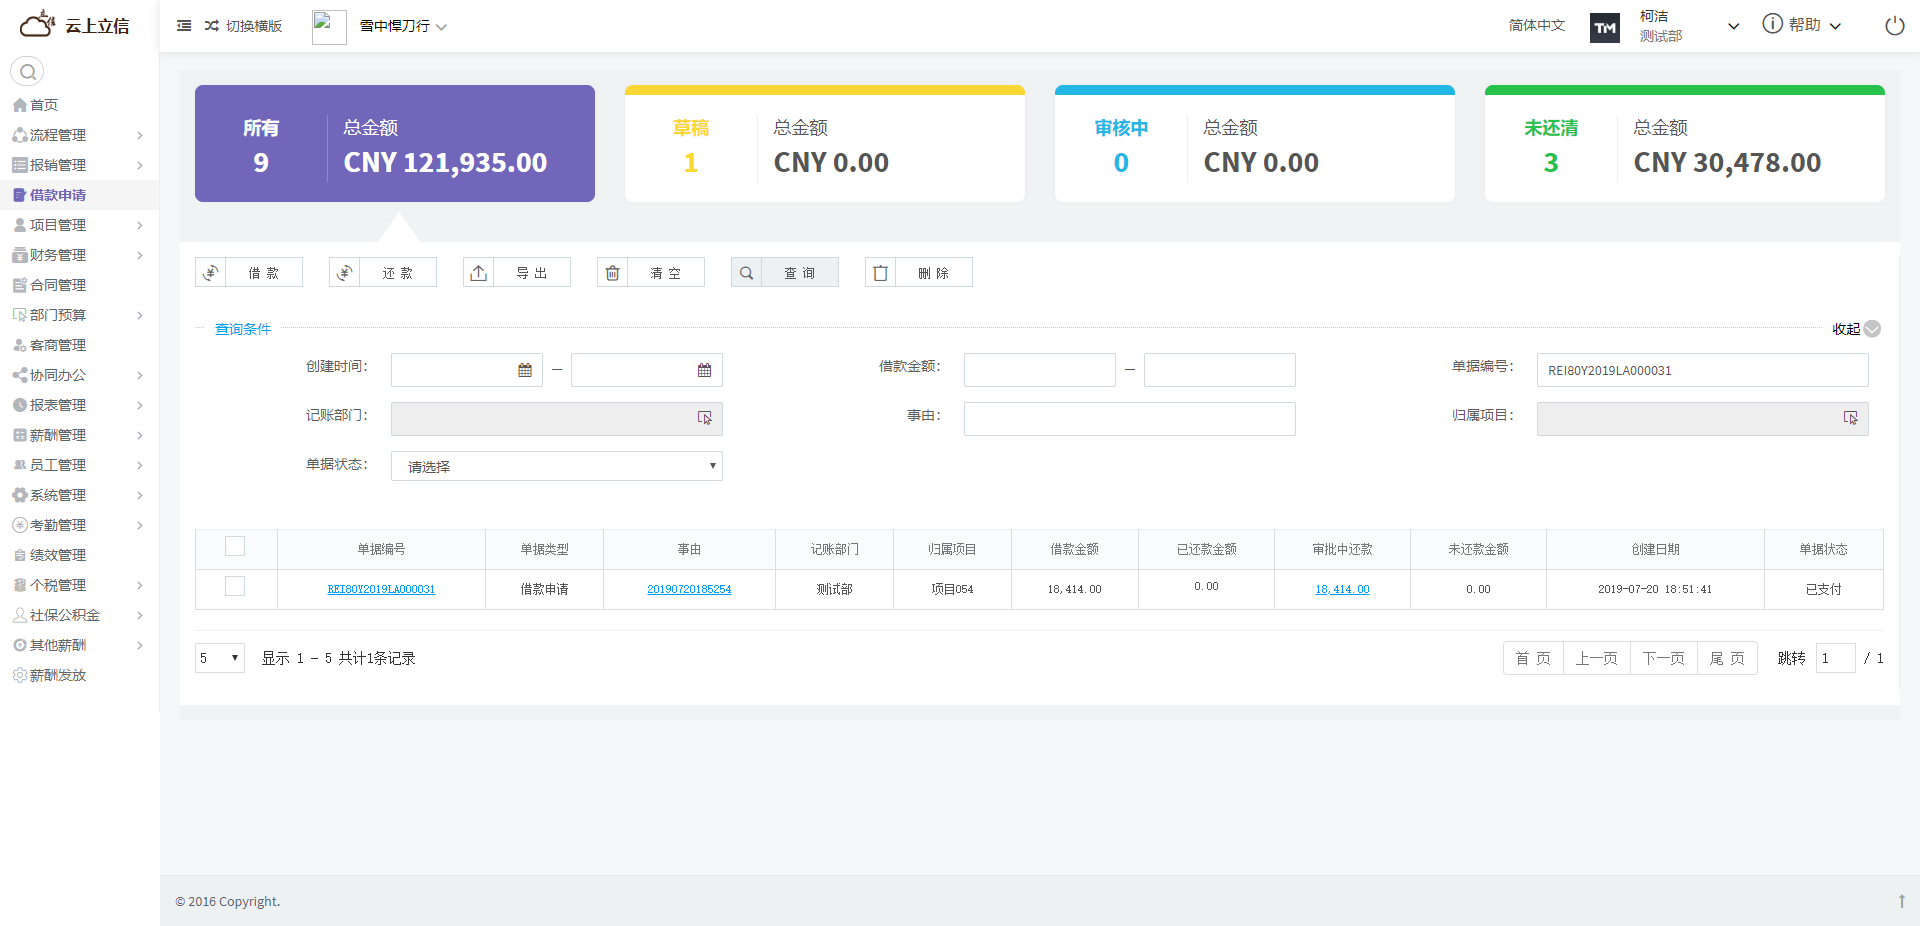 云上立信
切换横版
雪中悍刀行
简体中文
TM
柯洁
测试部
帮助
首页
流程管理
报销管理
借款申请
项目管理
财务管理
合同管理
部门预算
客商管理
协同办公
报表管理
薪酬管理
员工管理
系统管理
考勤管理
绩效管理
个税管理
社保公积金
其他薪酬
薪酬发放
所有
9
总金额
CNY 121,935.00
草稿
1
总金额
CNY 0.00
审核中
0
总金额
CNY 0.00
未还清
3
总金额
CNY 30,478.00
借 款
还 款
导 出
清 空
查 询
删 除
查询条件
收起
创建时间:
—
借款金额:
—
单据编号: REI80Y2019LA000031
记账部门:
事由:
归属项目:
单据状态: 请选择
单据编号 单据类型 事由 记账部门 归属项目 借款金额 已还款金额 审批中还款 未还款金额 创建日期 单据状态
REI80Y2019LA000031 借款申请 20190720185254 测试部 项目054 18,414.00 0.00 18,414.00 0.00 2019-07-20 18:51:41 已支付
5 显示 1 - 5 共计1条记录
首 页 上一页 下一页 尾 页 跳转 1 / 1
© 2016 Copyright.